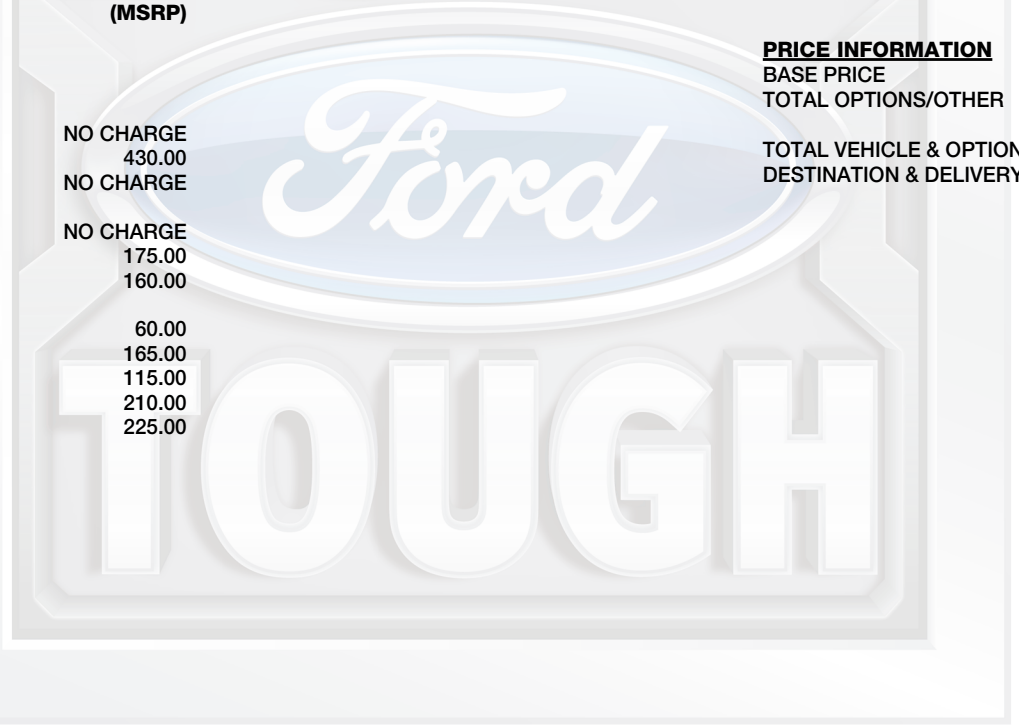 (MSRP)
NO CHARGE
430.00
NO CHARGE
NO CHARGE
175.00
160.00
60.00
165.00
115.00
210.00
225.00
PRICE INFORMATION
BASE PRICE
TOTAL OPTIONS/OTHER
TOTAL VEHICLE & OPTION
DESTINATION & DELIVERY
Ford
TOUGH